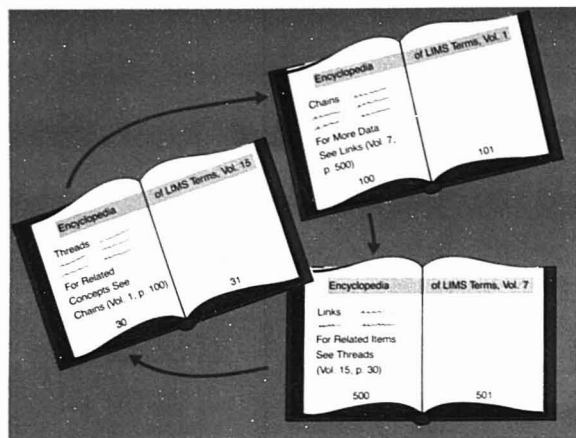 Encyclopedia of LIMS Terms, Vol. 1
Chains
For More Data
See Links (Vol. 7,
p. 500)
100
101
Encyclopedia of LIMS Terms, Vol. 15
Threads
For Related
Concepts See
Chains (Vol. 1, p. 100)
30
31
Encyclopedia of LIMS Terms, Vol. 7
Links
For Related Items
See Threads
(Vol. 15, p. 30)
500
501